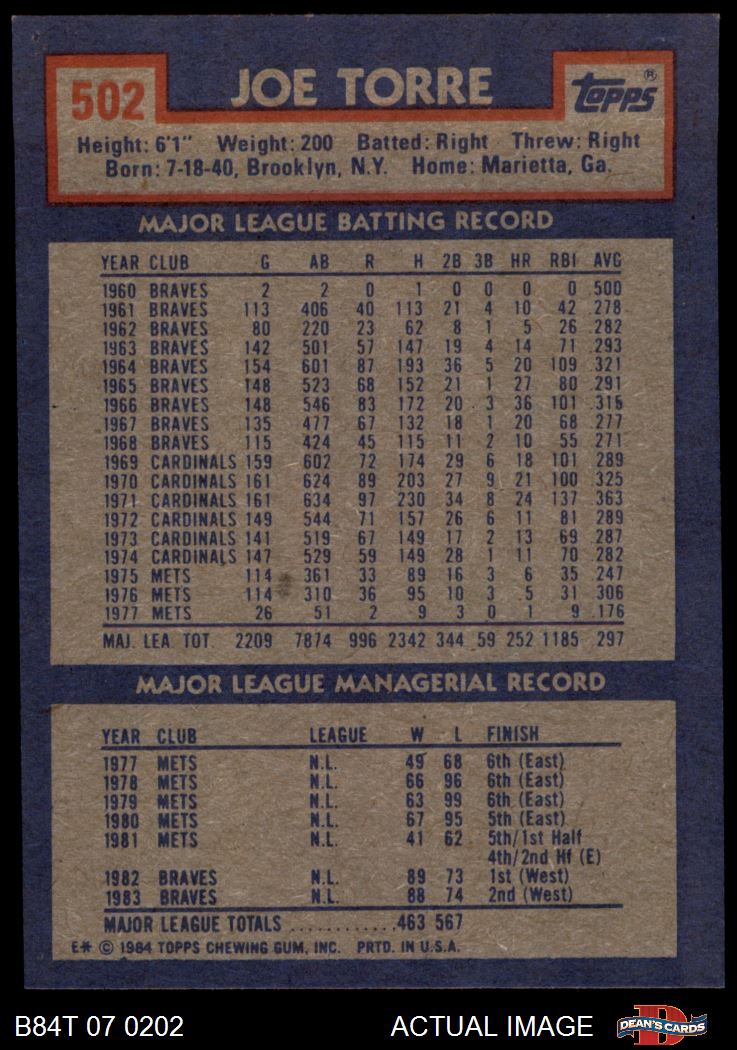 502 JOE TORRE Topps®
Height: 6'1" Weight: 200 Batted: Right Threw: Right
Born: 7-18-40, Brooklyn, N.Y. Home: Marietta, Ga.
MAJOR LEAGUE BATTING RECORD
YEAR CLUB G AB R H 2B 3B HR RBI AVG
1960 BRAVES 2 2 0 1 0 0 0 0 .500
1961 BRAVES 113 406 40 113 21 4 10 42 .278
1962 BRAVES 80 220 23 62 8 1 5 26 .282
1963 BRAVES 142 501 57 147 19 4 14 71 .293
1964 BRAVES 154 601 87 193 36 5 20 109 .321
1965 BRAVES 148 523 68 152 21 1 27 80 .291
1966 BRAVES 148 546 83 172 20 3 36 101 .315
1967 BRAVES 135 477 67 132 18 1 20 68 .277
1968 BRAVES 115 424 45 115 11 2 10 55 .271
1969 CARDINALS 159 602 72 174 29 6 18 101 .289
1970 CARDINALS 161 624 89 203 27 9 21 100 .325
1971 CARDINALS 161 634 97 230 34 8 24 137 .363
1972 CARDINALS 149 544 71 157 26 6 11 81 .289
1973 CARDINALS 141 519 67 149 17 2 13 69 .287
1974 CARDINALS 147 529 59 149 28 1 11 70 .282
1975 METS 114 361 33 89 16 3 6 35 .247
1976 METS 114 310 36 95 10 3 5 31 .306
1977 METS 26 51 2 9 3 0 1 9 .176
MAJ. LEA TOT. 2209 7874 996 2342 344 59 252 1185 .297
MAJOR LEAGUE MANAGERIAL RECORD
YEAR CLUB LEAGUE W L FINISH
1977 METS N.L. 49 68 6th (East)
1978 METS N.L. 66 96 6th (East)
1979 METS N.L. 63 99 6th (East)
1980 METS N.L. 67 95 5th (East)
1981 METS N.L. 41 62 5th/1st Half
4th/2nd Hf (E)
1982 BRAVES N.L. 89 73 1st (West)
1983 BRAVES N.L. 88 74 2nd (West)
MAJOR LEAGUE TOTALS ............463 567
E* © 1984 TOPPS CHEWING GUM, INC. PRTD. IN U.S.A.
B84T 07 0202 ACTUAL IMAGE D DEAN'S CARDS